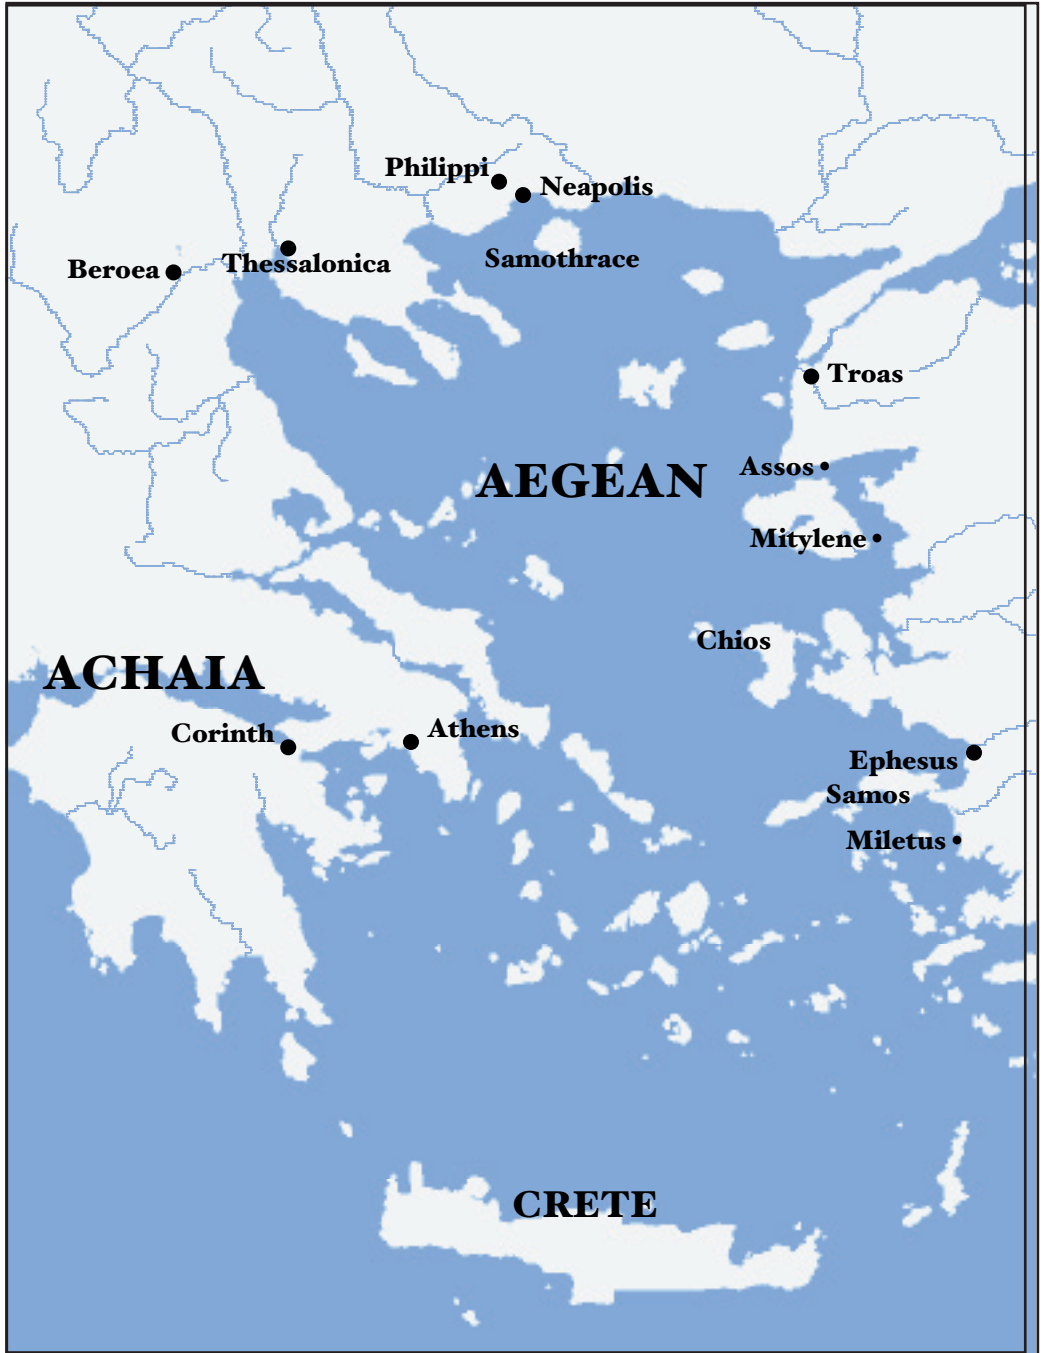 Philippi
Neapolis
Samothrace
Thessalonica
Beroea
Troas
AEGEAN
Assos
Mitylene
Chios
ACHAIA
Corinth
Athens
Ephesus
Samos
Miletus
CRETE